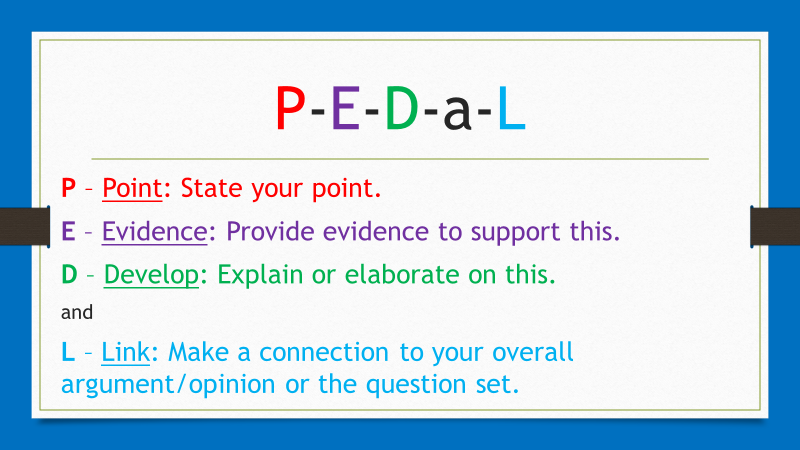 P-E-D-a-L
P – Point: State your point.
E – Evidence: Provide evidence to support this.
D – Develop: Explain or elaborate on this.
and
L – Link: Make a connection to your overall
argument/opinion or the question set.